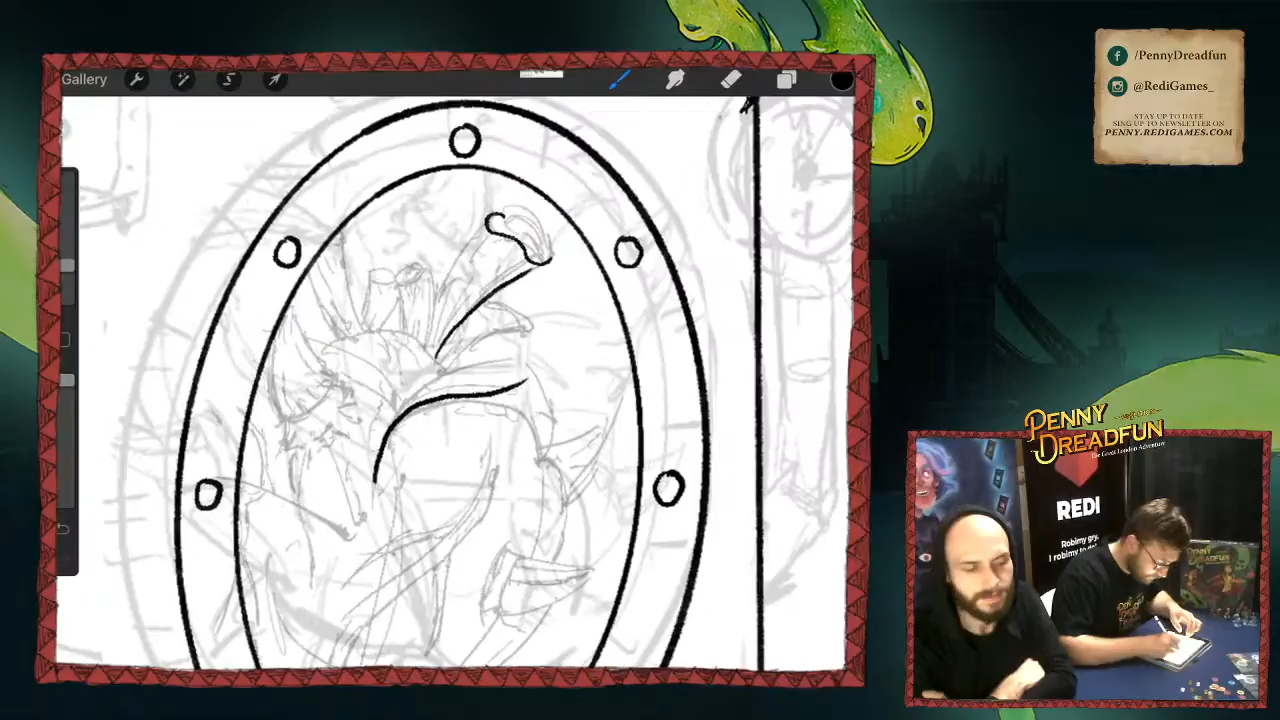 Gallery
/PennyDreadfun
@RediGames_
STAY UP TO DATE
SING UP TO NEWSLETTER ON
PENNY.REDIGAMES.COM
PENNY
DREADFUN
The Great London Adventure
REDI
Robimy gry,
I robimy to